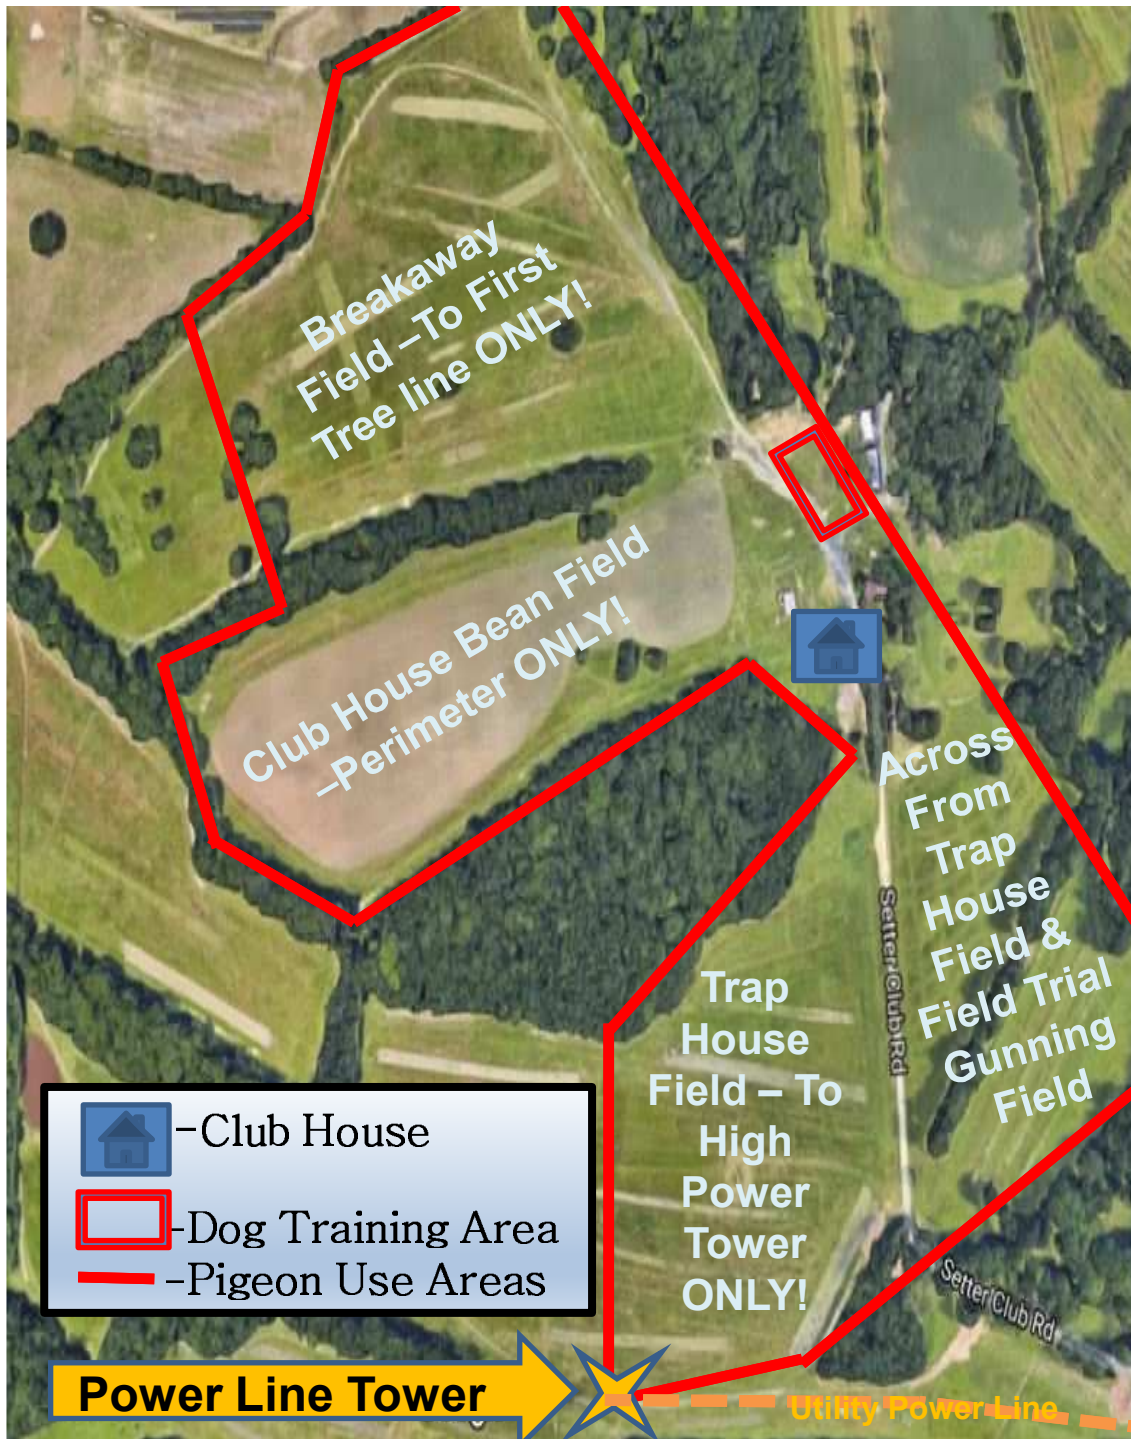 Breakaway
Field –To First
Tree line ONLY!
Club House Bean Field
–Perimeter ONLY!
Across
From
Trap
House
Field &
Field Trial
Gunning
Field
Setter Club Rd
Trap
House
Field – To
High
Power
Tower
ONLY!
-Club House
-Dog Training Area
-Pigeon Use Areas
Setter Club Rd
Power Line Tower
Utility Power Line